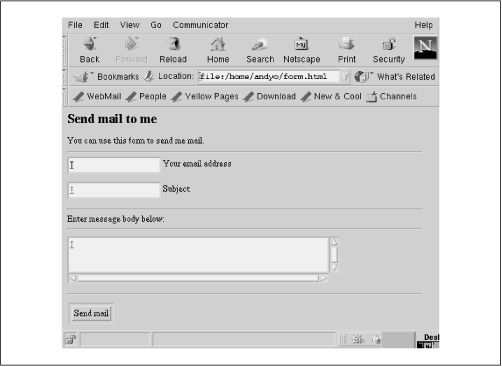 File Edit View Go Communicator Help
Back Forward Reload Home Search Netscape Print Security N
Bookmarks Location: file:/home/andyo/form.html What's Related
WebMail People Yellow Pages Download New & Cool Channels
Send mail to me
You can use this form to send me mail.
Your email address
Subject
Enter message body below:
Send mail
Desl